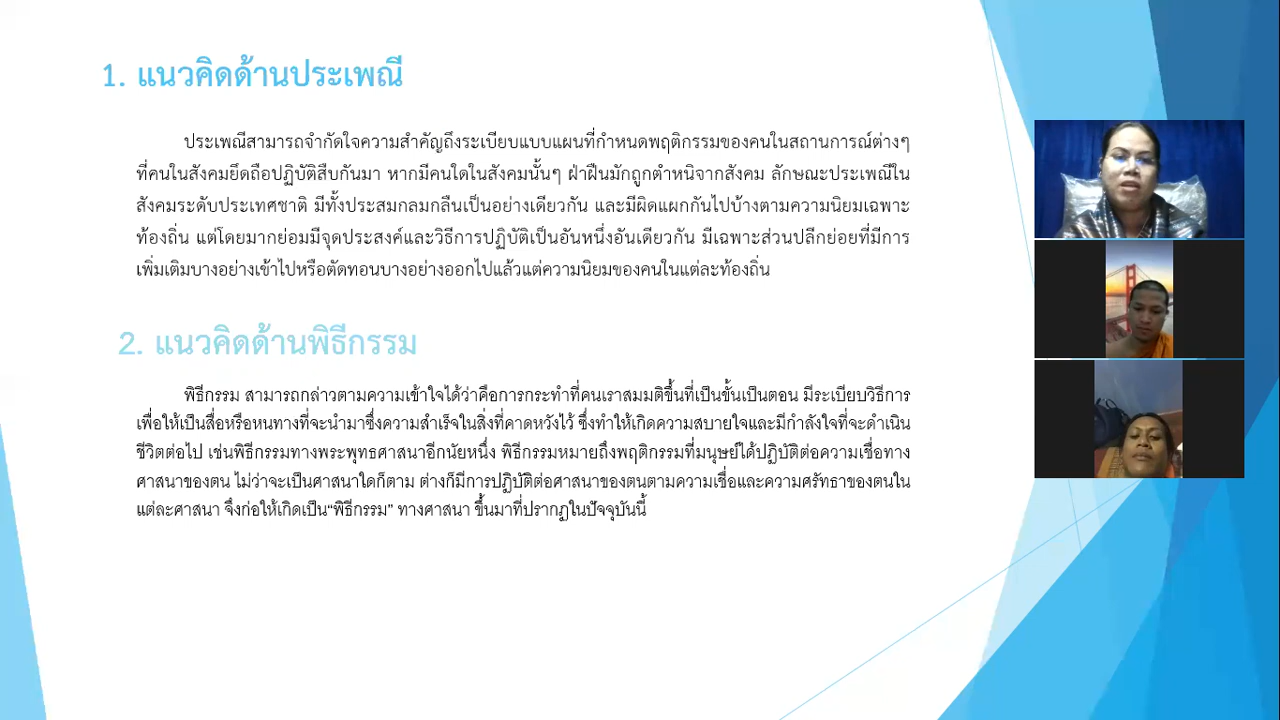 1. แนวคิดด้านประเพณี
ประเพณีสามารถจำกัดใจความสำคัญถึงระเบียบแบบแผนที่กำหนดพฤติกรรมของคนในสถานการณ์ต่างๆ
ที่คนในสังคมยึดถือปฏิบัติสืบกันมา หากมีคนใดในสังคมนั้นๆ ฝ่าฝืนมักถูกตำหนิจากสังคม ลักษณะประเพณีใน
สังคมระดับประเทศชาติ มีทั้งประสมกลมกลืนเป็นอย่างเดียวกัน และมีผิดแผกกันไปบ้างตามความนิยมเฉพาะ
ท้องถิ่น แต่โดยมากย่อมมีจุดประสงค์และวิธีการปฏิบัติเป็นอันหนึ่งอันเดียวกัน มีเฉพาะส่วนปลีกย่อยที่มีการ
เพิ่มเติมบางอย่างเข้าไปหรือตัดทอนบางอย่างออกไปแล้วแต่ความนิยมของคนในแต่ละท้องถิ่น
2. แนวคิดด้านพิธีกรรม
พิธีกรรม สามารถกล่าวตามความเข้าใจได้ว่าคือการกระทำที่คนเราสมมติขึ้นที่เป็นขั้นเป็นตอน มีระเบียบวิธีการ
เพื่อให้เป็นสื่อหรือหนทางที่จะนำมาซึ่งความสำเร็จในสิ่งที่คาดหวังไว้ ซึ่งทำให้เกิดความสบายใจและมีกำลังใจที่จะดำเนิน
ชีวิตต่อไป เช่นพิธีกรรมทางพระพุทธศาสนาอีกนัยหนึ่ง พิธีกรรมหมายถึงพฤติกรรมที่มนุษย์ได้ปฏิบัติต่อความเชื่อทาง
ศาสนาของตน ไม่ว่าจะเป็นศาสนาใดก็ตาม ต่างก็มีการปฏิบัติต่อศาสนาของตนตามความเชื่อและความศรัทธาของตนใน
แต่ละศาสนา จึงก่อให้เกิดเป็น“พิธีกรรม” ทางศาสนา ขึ้นมาที่ปรากฏในปัจจุบันนี้